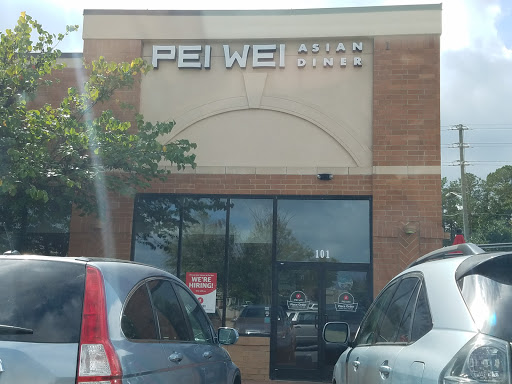 PEI WEI ASIAN DINER
101
WE'RE
HIRING!